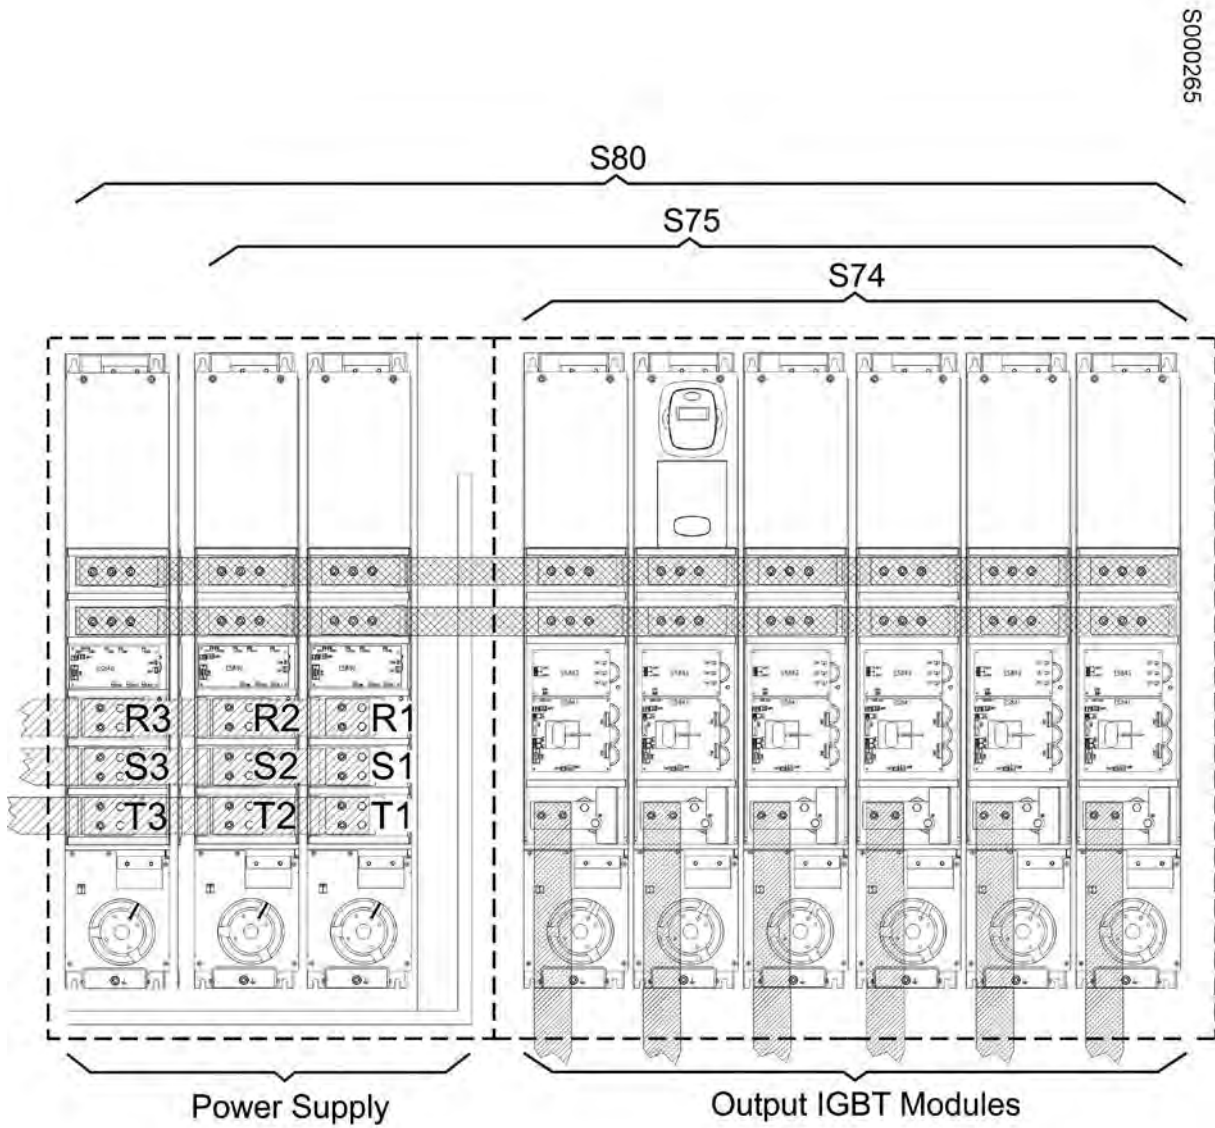 S000265
S80
S75
S74
R3 R2 R1
S3 S2 S1
T3 T2 T1
Power Supply
Output IGBT Modules